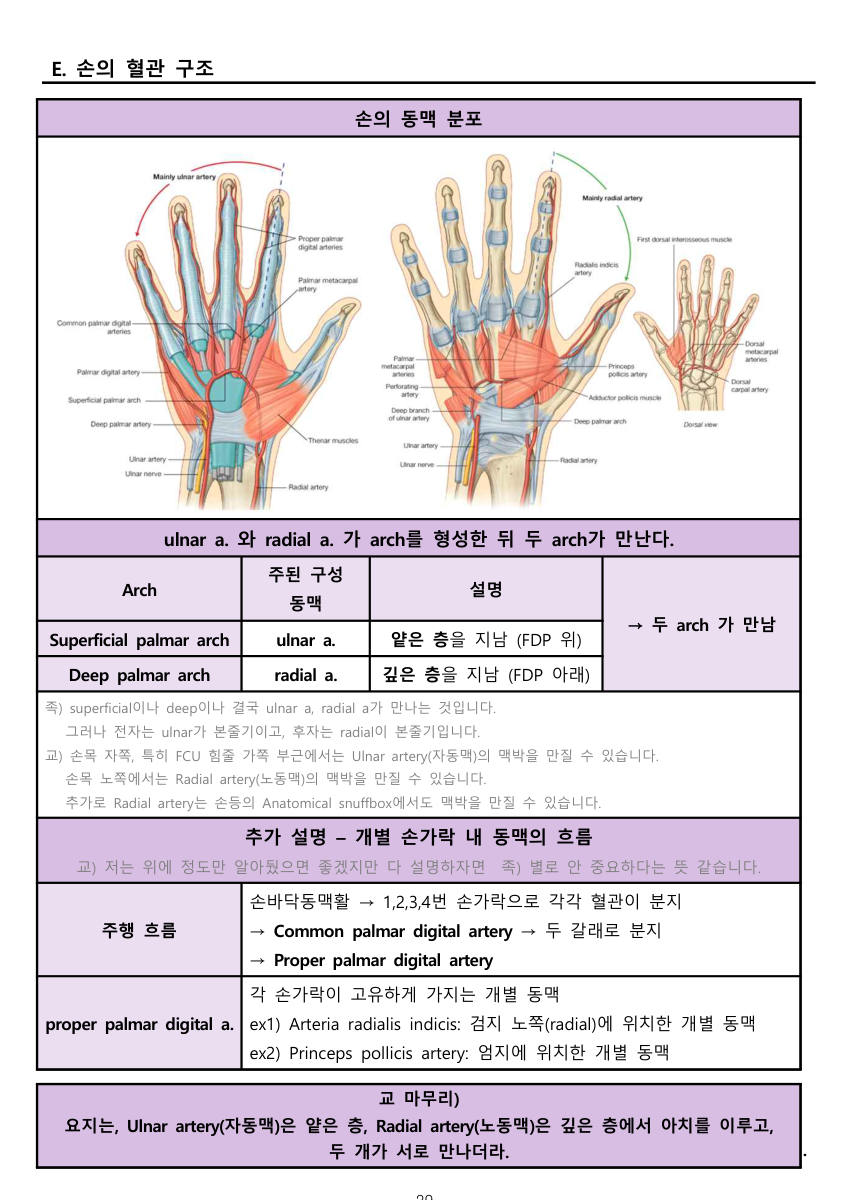 E. 손의 혈관 구조
손의 동맥 분포
Mainly ulnar artery
Proper palmar
digital arteries
Palmar metacarpal
artery
Common palmar digital
arteries
Palmar digital artery
Superficial palmar arch
Deep palmar artery
Ulnar artery
Ulnar nerve
Thenar muscles
Radial artery
Mainly radial artery
First dorsal interosseous muscle
Radialis indicis
artery
Palmar
metacarpal
arteries
Perforating
artery
Deep branch
of ulnar artery
Ulnar artery
Ulnar nerve
Princeps
pollicis artery
Adductor pollicis muscle
Deep palmar arch
Radial artery
Dorsal
metacarpal
arteries
Dorsal
carpal artery
Dorsal view
ulnar a. 와 radial a. 가 arch를 형성한 뒤 두 arch가 만난다.
Arch
주된 구성
동맥
설명
→ 두 arch 가 만남
Superficial palmar arch ulnar a. 얕은 층을 지남 (FDP 위)
Deep palmar arch radial a. 깊은 층을 지남 (FDP 아래)
족) superficial이나 deep이나 결국 ulnar a, radial a가 만나는 것입니다.
그러나 전자는 ulnar가 본줄기이고, 후자는 radial이 본줄기입니다.
교) 손목 자쪽, 특히 FCU 힘줄 가쪽 부근에서는 Ulnar artery(자동맥)의 맥박을 만질 수 있습니다.
손목 노쪽에서는 Radial artery(노동맥)의 맥박을 만질 수 있습니다.
추가로 Radial artery는 손등의 Anatomical snuffbox에서도 맥박을 만질 수 있습니다.
추가 설명 – 개별 손가락 내 동맥의 흐름
교) 저는 위에 정도만 알아뒀으면 좋겠지만 다 설명하자면 족) 별로 안 중요하다는 뜻 같습니다.
주행 흐름
손바닥동맥활 → 1,2,3,4번 손가락으로 각각 혈관이 분지
→ Common palmar digital artery → 두 갈래로 분지
→ Proper palmar digital artery
proper palmar digital a.
각 손가락이 고유하게 가지는 개별 동맥
ex1) Arteria radialis indicis: 검지 노쪽(radial)에 위치한 개별 동맥
ex2) Princeps pollicis artery: 엄지에 위치한 개별 동맥
교 마무리)
요지는, Ulnar artery(자동맥)은 얕은 층, Radial artery(노동맥)은 깊은 층에서 아치를 이루고,
두 개가 서로 만나더라.
.